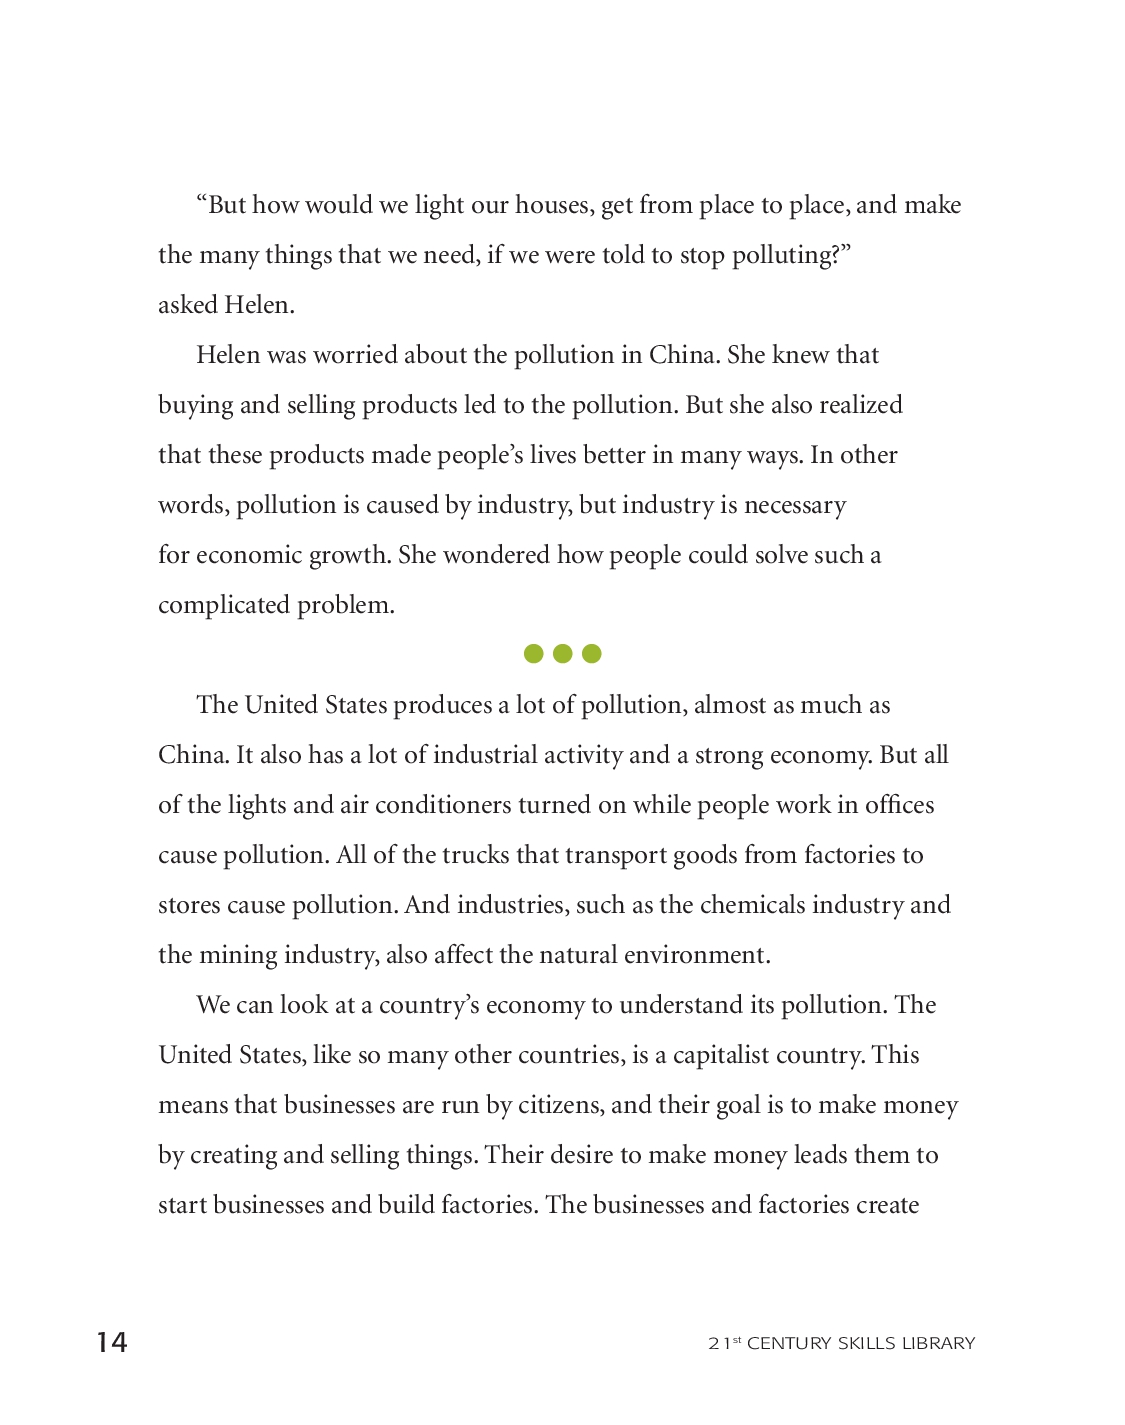 “But how would we light our houses, get from place to place, and make
the many things that we need, if we were told to stop polluting?”
asked Helen.
Helen was worried about the pollution in China. She knew that
buying and selling products led to the pollution. But she also realized
that these products made people’s lives better in many ways. In other
words, pollution is caused by industry, but industry is necessary
for economic growth. She wondered how people could solve such a
complicated problem.
The United States produces a lot of pollution, almost as much as
China. It also has a lot of industrial activity and a strong economy. But all
of the lights and air conditioners turned on while people work in offices
cause pollution. All of the trucks that transport goods from factories to
stores cause pollution. And industries, such as the chemicals industry and
the mining industry, also affect the natural environment.
We can look at a country’s economy to understand its pollution. The
United States, like so many other countries, is a capitalist country. This
means that businesses are run by citizens, and their goal is to make money
by creating and selling things. Their desire to make money leads them to
start businesses and build factories. The businesses and factories create
14
21st CENTURY SKILLS LIBRARY